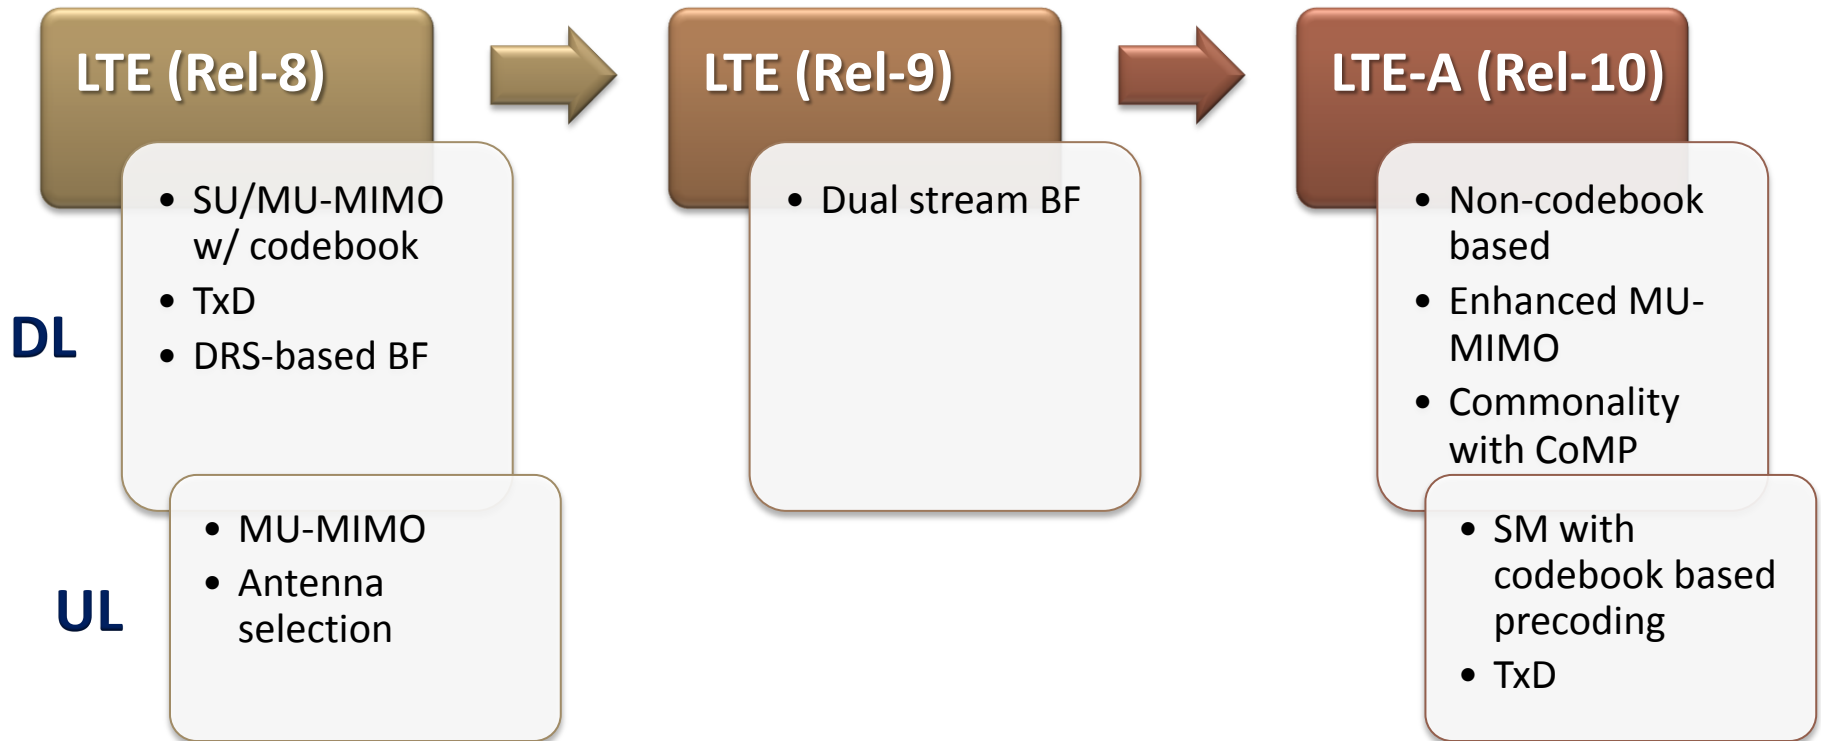 LTE (Rel-8)
LTE (Rel-9)
LTE-A (Rel-10)
DL
• SU/MU-MIMO
w/ codebook
• TxD
• DRS-based BF
• Dual stream BF
• Non-codebook
based
• Enhanced MU-
MIMO
• Commonality
with CoMP
UL
• MU-MIMO
• Antenna
selection
• SM with
codebook based
precoding
• TxD